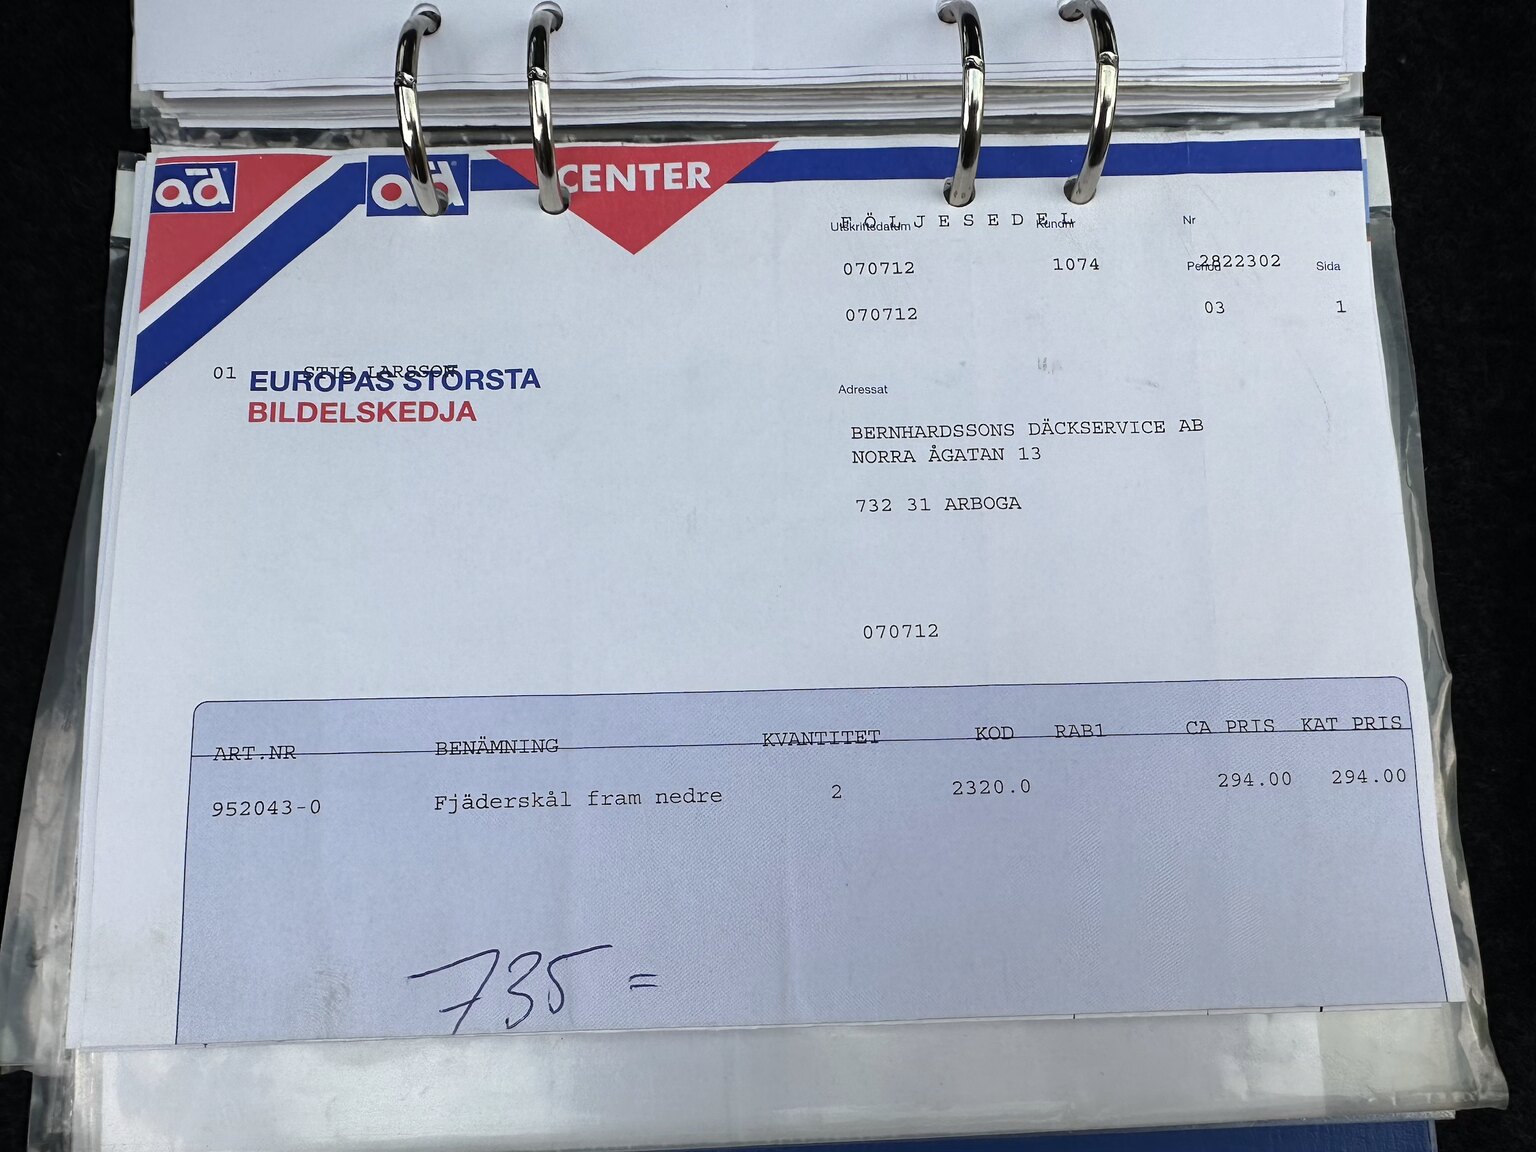 ad
ad CENTER
FÖLJESEDEL
Utskriftsdatum Kundnr Nr
070712 1074 2822302
Period Sida
070712 03 1
01 STIG LARSSON
EUROPAS STÖRSTA
BILDELSKEDJA
Adressat
BERNHARDSSONS DÄCKSERVICE AB
NORRA ÅGATAN 13
732 31 ARBOGA
070712
ART.NR BENÄMNING KVANTITET KOD RAB1 CA PRIS KAT PRIS
952043-0 Fjäderskål fram nedre 2 2320.0 294.00 294.00
735 =